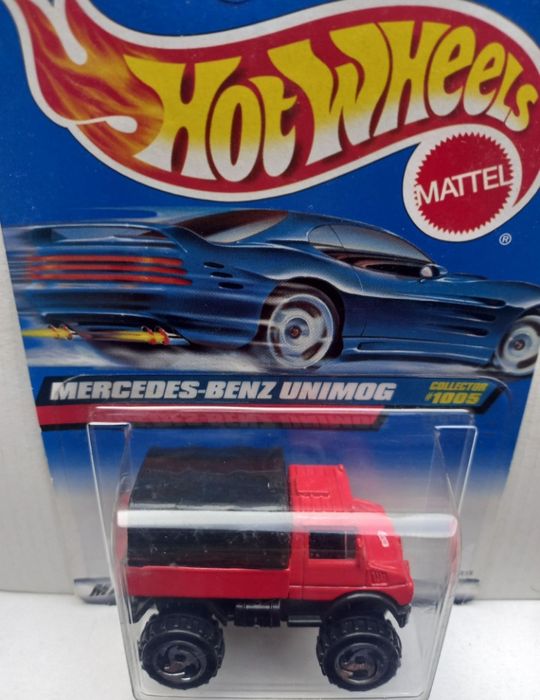 HOT WHEELS
MATTEL
®
MERCEDES-BENZ UNIMOG
COLLECTOR
#1005